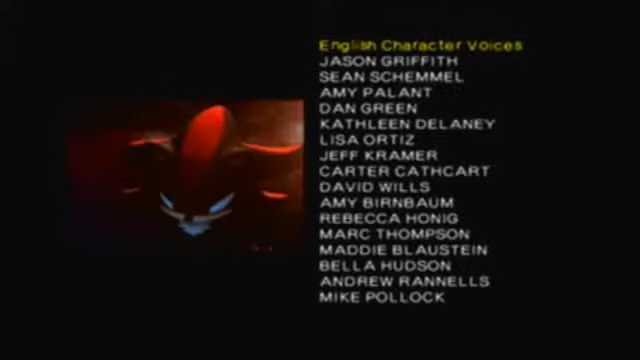 English Character Voices
JASON GRIFFITH
SEAN SCHEMMEL
AMY PALANT
DAN GREEN
KATHLEEN DELANEY
LISA ORTIZ
JEFF KRAMER
CARTER CATHCART
DAVID WILLS
AMY BIRNBAUM
REBECCA HONIG
MARC THOMPSON
MADDIE BLAUSTEIN
BELLA HUDSON
ANDREW RANNELLS
MIKE POLLOCK